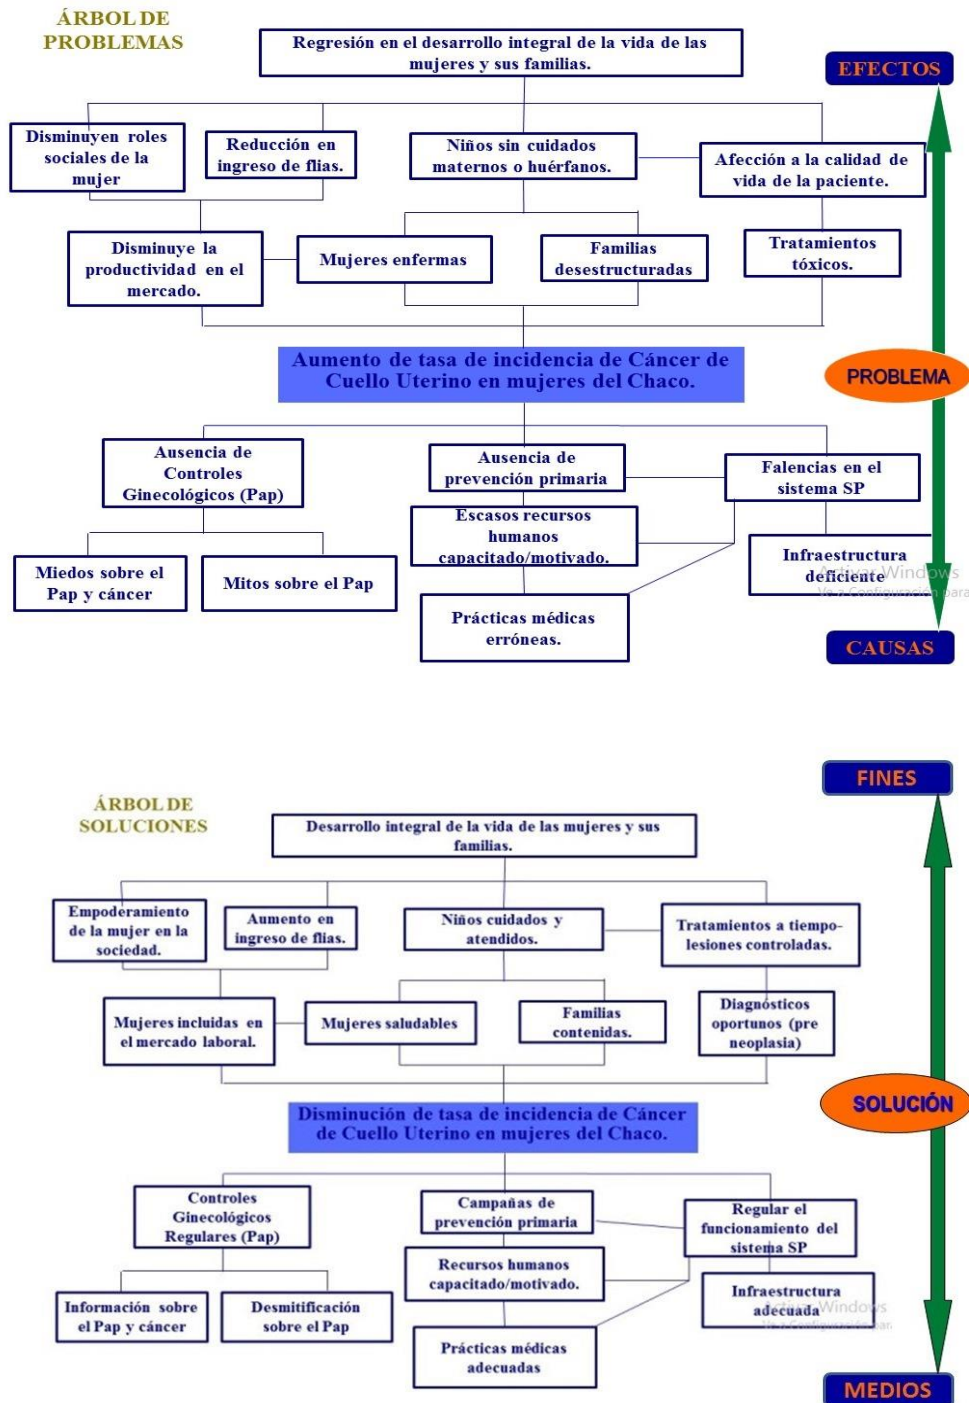 ÁRBOL DE
PROBLEMAS
Regresión en el desarrollo integral de la vida de las
mujeres y sus familias.
EFECTOS
Disminuyen roles
sociales de la
mujer
Reducción en
ingreso de flias.
Niños sin cuidados
maternos o huérfanos.
Afección a la calidad de
vida de la paciente.
Disminuye la
productividad en el
mercado.
Mujeres enfermas
Familias
desestructuradas
Tratamientos
tóxicos.
Aumento de tasa de incidencia de Cáncer de
Cuello Uterino en mujeres del Chaco.
PROBLEMA
Ausencia de
Controles
Ginecológicos (Pap)
Ausencia de
prevención primaria
Falencias en el
sistema SP
Escasos recursos
humanos
capacitado/motivado.
Miedos sobre el
Pap y cáncer
Mitos sobre el Pap
Infraestructura
deficiente
Activar Windows
Ve a Configuración para
Prácticas médicas
erróneas.
CAUSAS
FINES
ÁRBOL DE
SOLUCIONES
Desarrollo integral de la vida de las mujeres y sus
familias.
Empoderamiento
de la mujer en la
sociedad.
Aumento en
ingreso de flias.
Niños cuidados y
atendidos.
Tratamientos a tiempo-
lesiones controladas.
Mujeres incluidas en
el mercado laboral.
Mujeres saludables
Familias
contenidas.
Diagnósticos
oportunos (pre
neoplasia)
Disminución de tasa de incidencia de Cáncer
de Cuello Uterino en mujeres del Chaco.
SOLUCIÓN
Controles
Ginecológicos
Regulares (Pap)
Campañas de
prevención primaria
Regular el
funcionamiento del
sistema SP
Recursos humanos
capacitado/motivado.
Información sobre
el Pap y cáncer
Desmitificación
sobre el Pap
Infraestructura
adecuada
Activar Windows
Ve a Configuración par
Prácticas médicas
adecuadas
MEDIOS